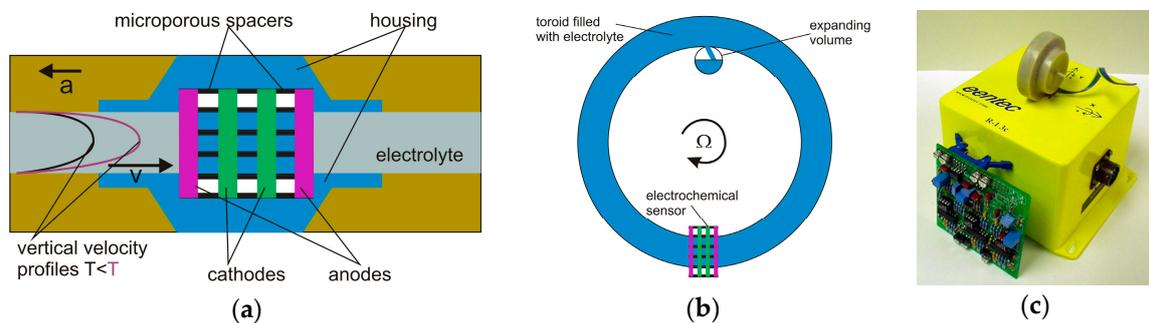 microporous spacers
housing
a
v
electrolyte
vertical velocity
profiles T<T
cathodes
anodes
(a)
toroid filled
with electrolyte
expanding
volume
Ω
electrochemical
sensor
(b)
eentec
R-1 3c
(c)